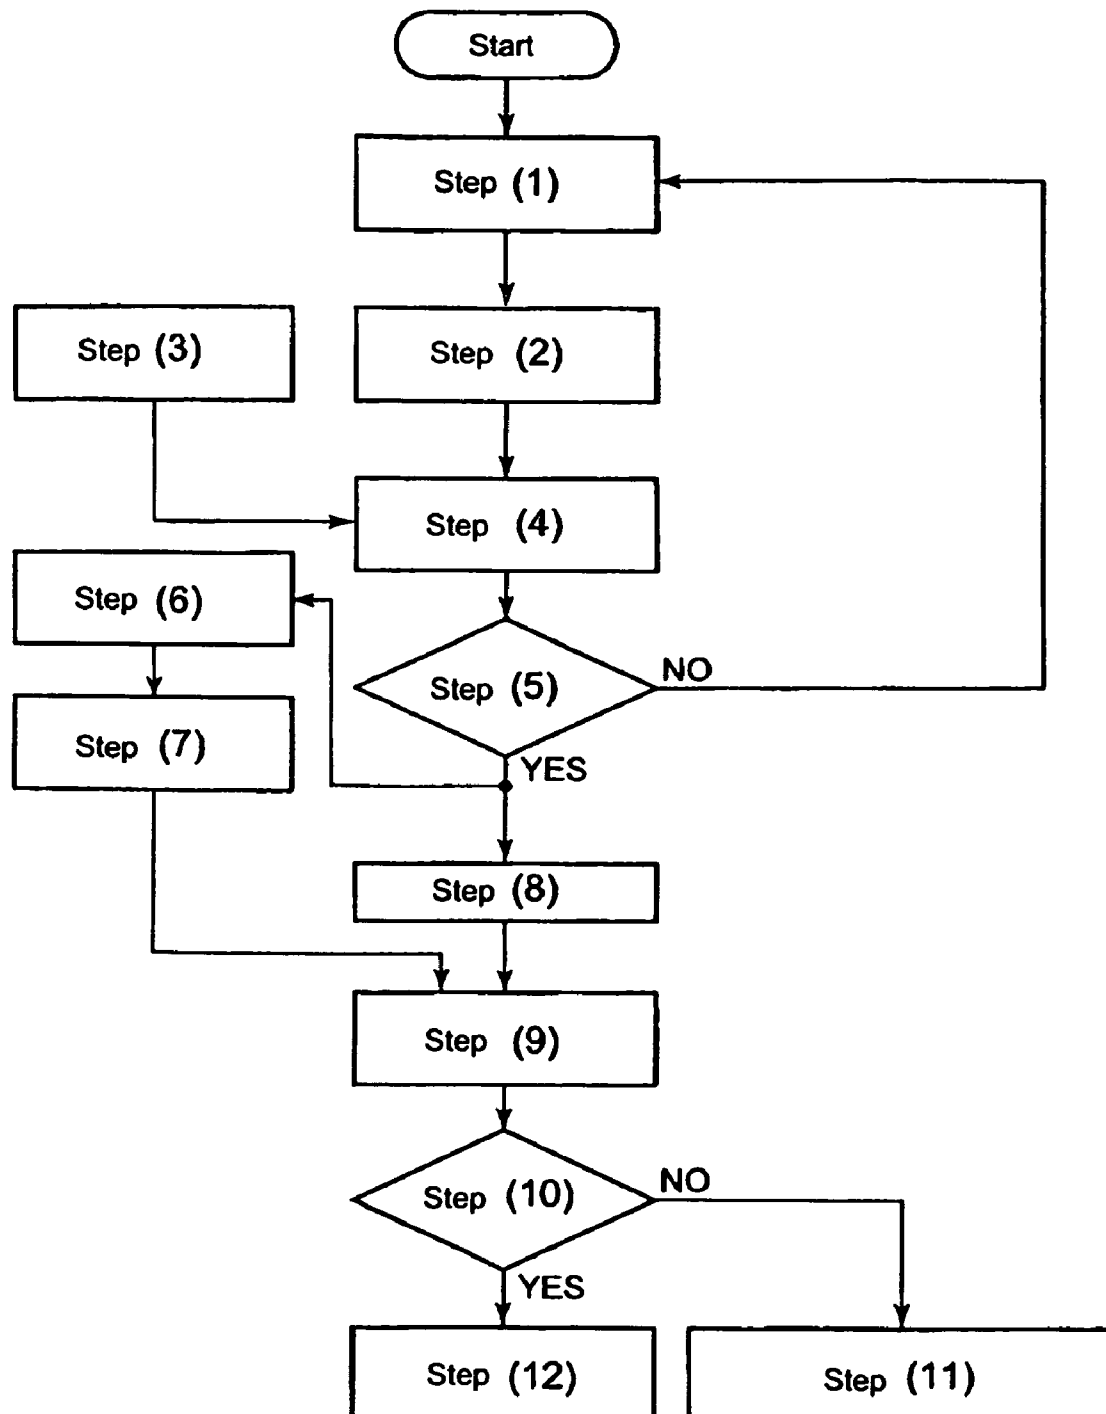 Start
Step (1)
Step (3)
Step (2)
Step (4)
Step (6)
Step (5)
NO
Step (7)
YES
Step (8)
Step (9)
Step (10)
NO
YES
Step (12)
Step (11)